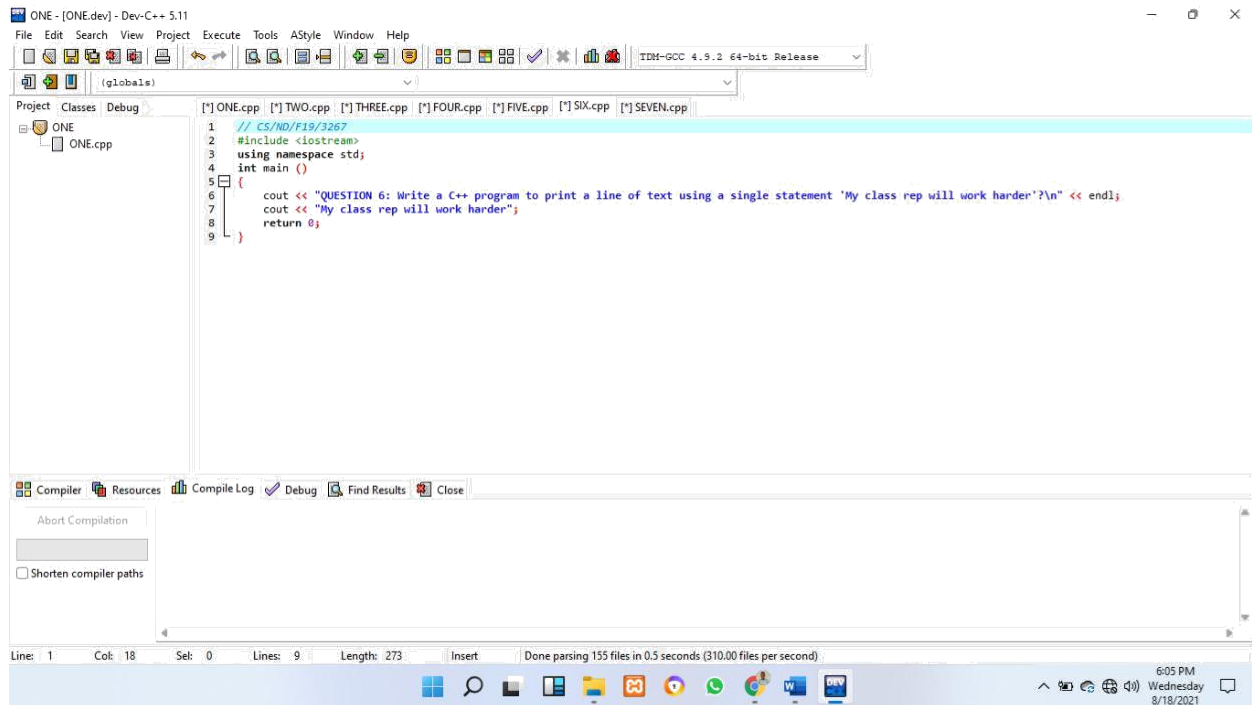 ONE - [ONE.dev] - Dev-C++ 5.11
File Edit Search View Project Execute Tools AStyle Window Help
TDM-GCC 4.9.2 64-bit Release
(globals)
Project Classes Debug
[*] ONE.cpp [*] TWO.cpp [*] THREE.cpp [*] FOUR.cpp [*] FIVE.cpp [*] SIX.cpp [*] SEVEN.cpp
ONE
ONE.cpp
1 // CS/ND/F19/3267
2 #include <iostream>
3 using namespace std;
4 int main ()
5 {
6 cout << "QUESTION 6: Write a C++ program to print a line of text using a single statement 'My class rep will work harder'?\n" << endl;
7 cout << "My class rep will work harder";
8 return 0;
9 }
Compiler Resources Compile Log Debug Find Results Close
Abort Compilation
Shorten compiler paths
Line: 1 Col: 18 Sel: 0 Lines: 9 Length: 273 Insert Done parsing 155 files in 0.5 seconds (310.00 files per second)
6:05 PM
Wednesday
8/18/2021